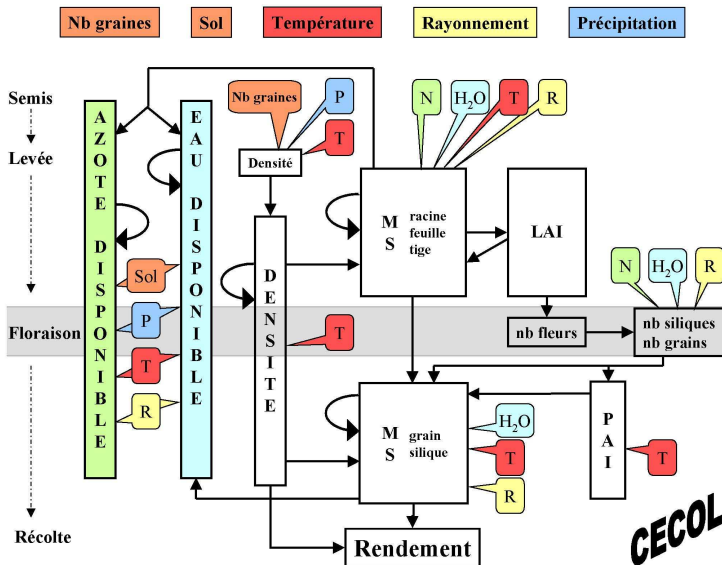 Nb graines
Sol
Température
Rayonnement
Précipitation
Semis
Levée
Floraison
Récolte
AZOTE DISPONIBLE
EAU DISPONIBLE
Sol
P
T
R
Nb graines
P
T
Densité
DENSITE
T
N
H2O
T
R
MS
racine
feuille
tige
LAI
nb fleurs
N
H2O
R
nb siliques
nb grains
MS
grain
silique
H2O
T
R
PAI
T
Rendement
CECOL